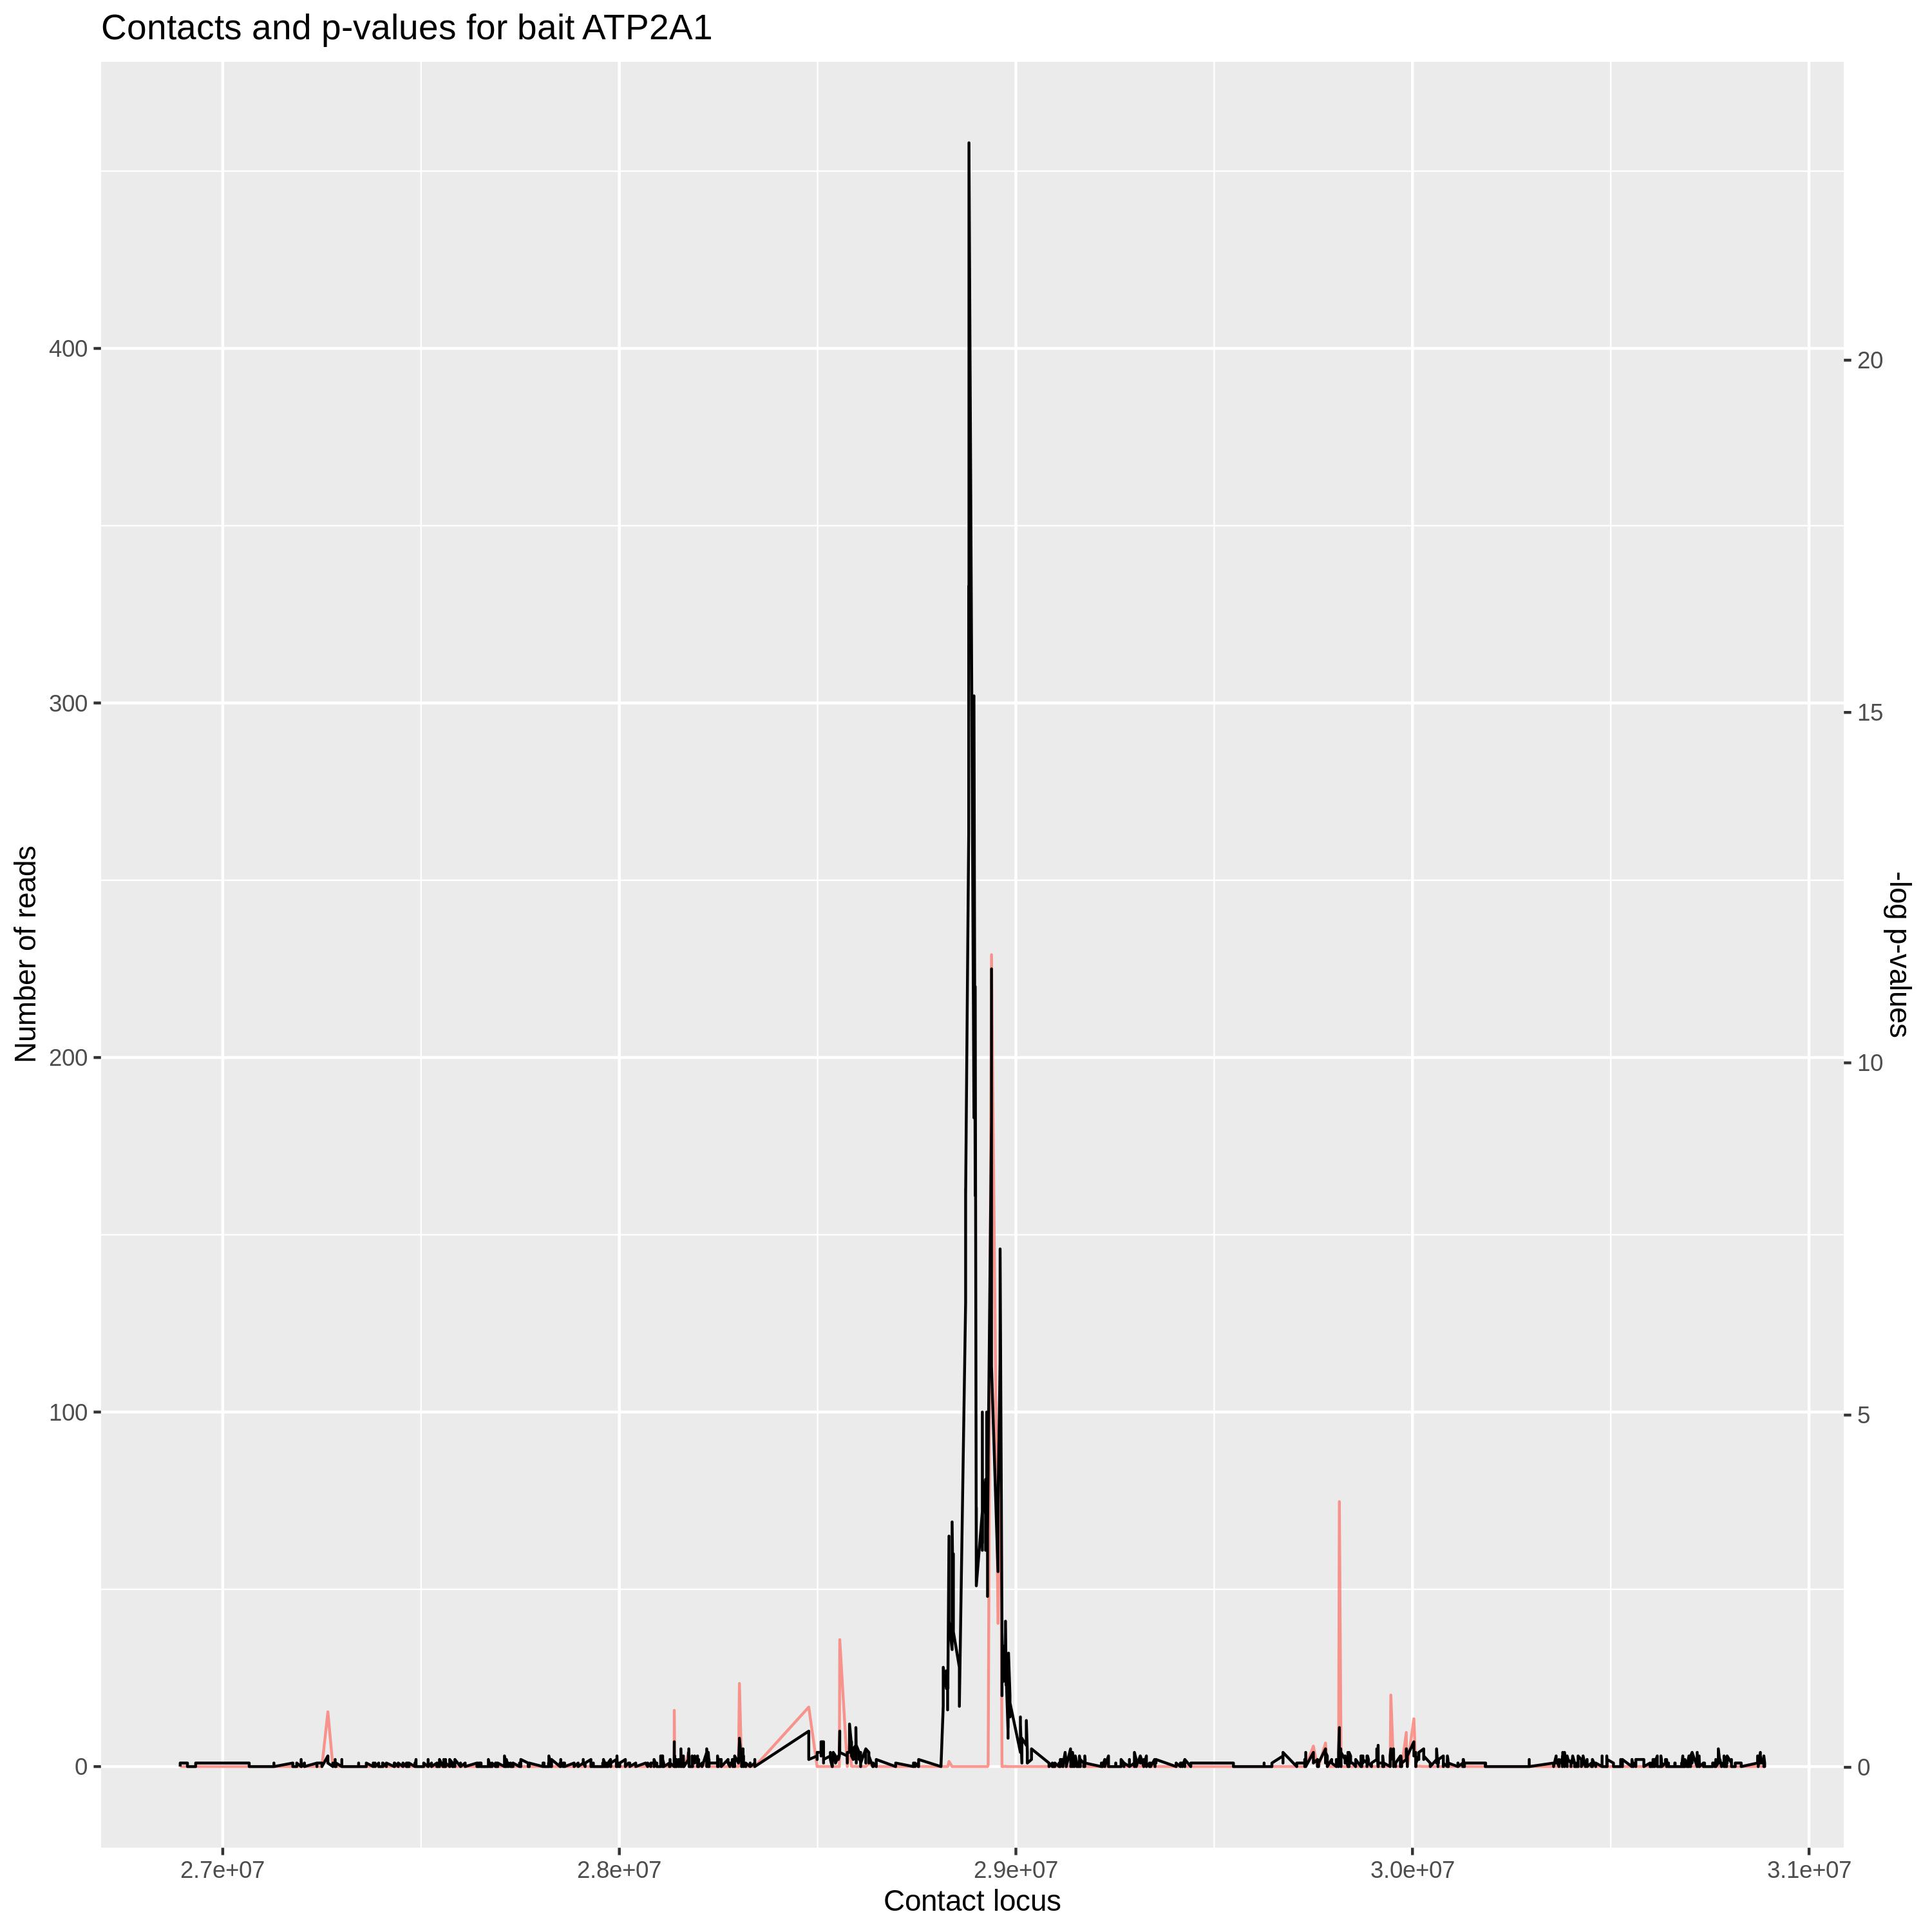 Contacts and p-values for bait ATP2A1
400
300
200
100
0
20
15
10
5
0
Number of reads
-log p-values
2.7e+07
2.8e+07
2.9e+07
3.0e+07
3.1e+07
Contact locus